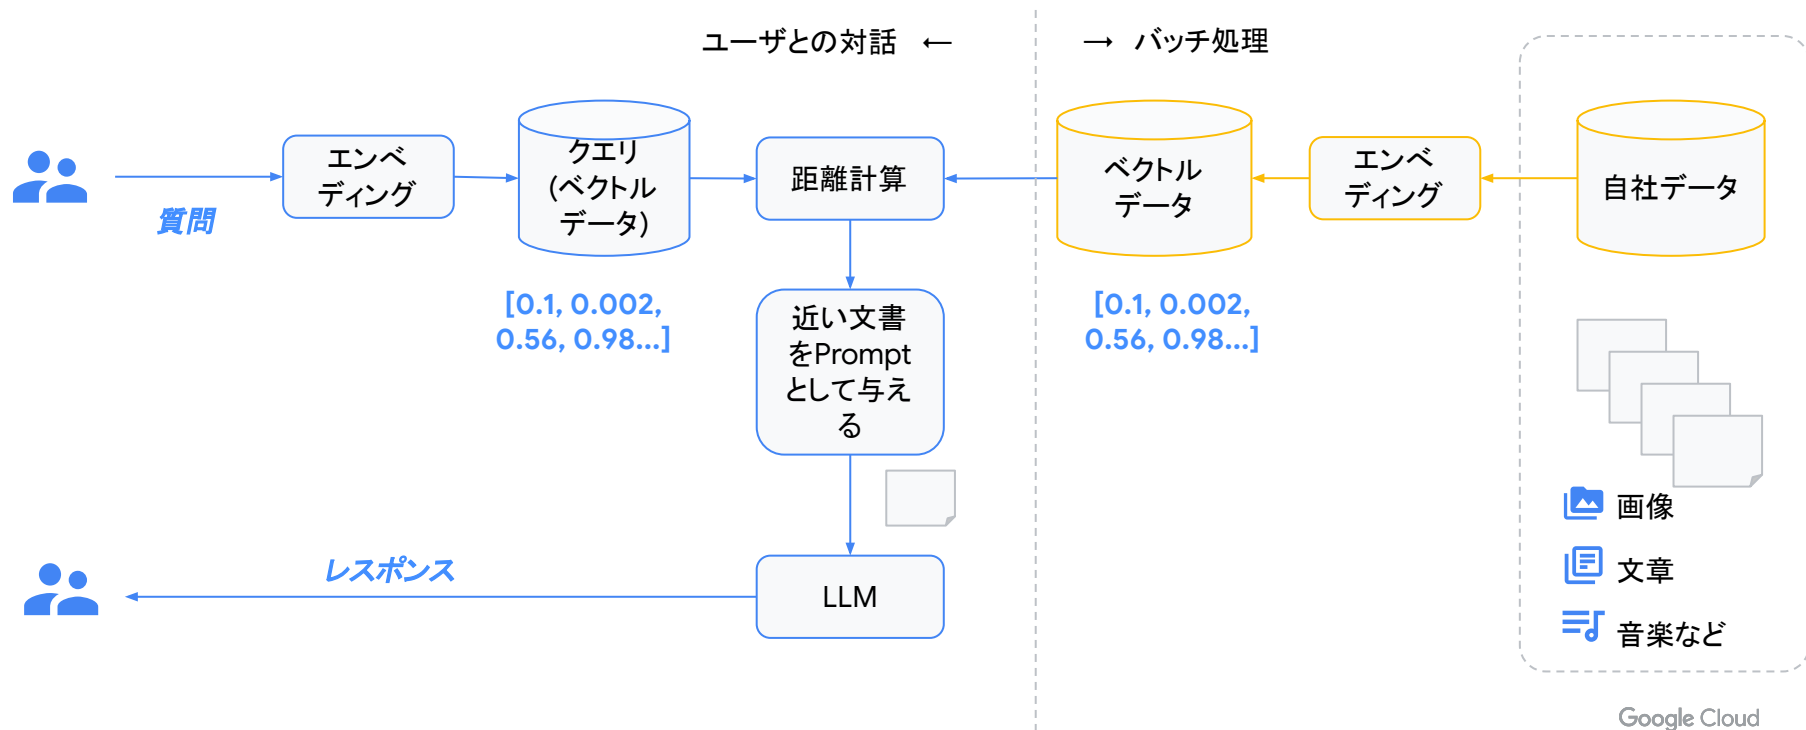 ユーザとの対話 ←
→ バッチ処理
質問
エンベ
ディング
クエリ
(ベクトル
データ)
[0.1, 0.002,
0.56, 0.98...]
距離計算
近い文書
をPrompt
として与え
る
LLM
レスポンス
ベクトル
データ
[0.1, 0.002,
0.56, 0.98...]
エンベ
ディング
自社データ
画像
文章
音楽など
Google Cloud